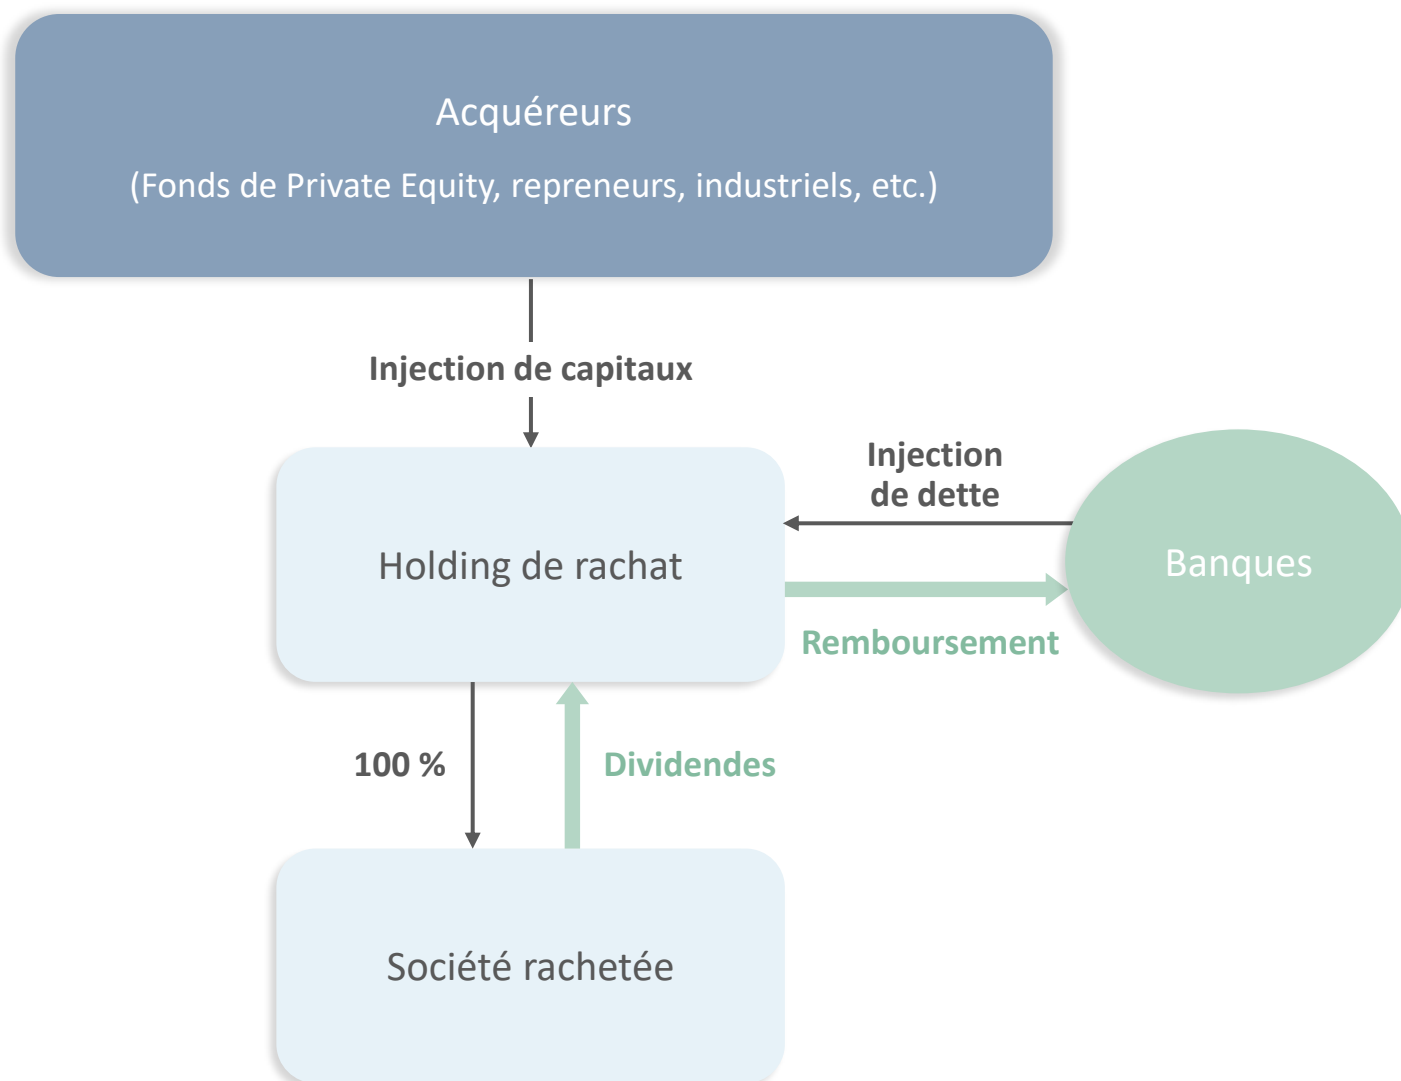 Acquéreurs
(Fonds de Private Equity, repreneurs, industriels, etc.)
Injection de capitaux
Injection
de dette
Holding de rachat
Banques
Remboursement
100 %
Dividendes
Société rachetée